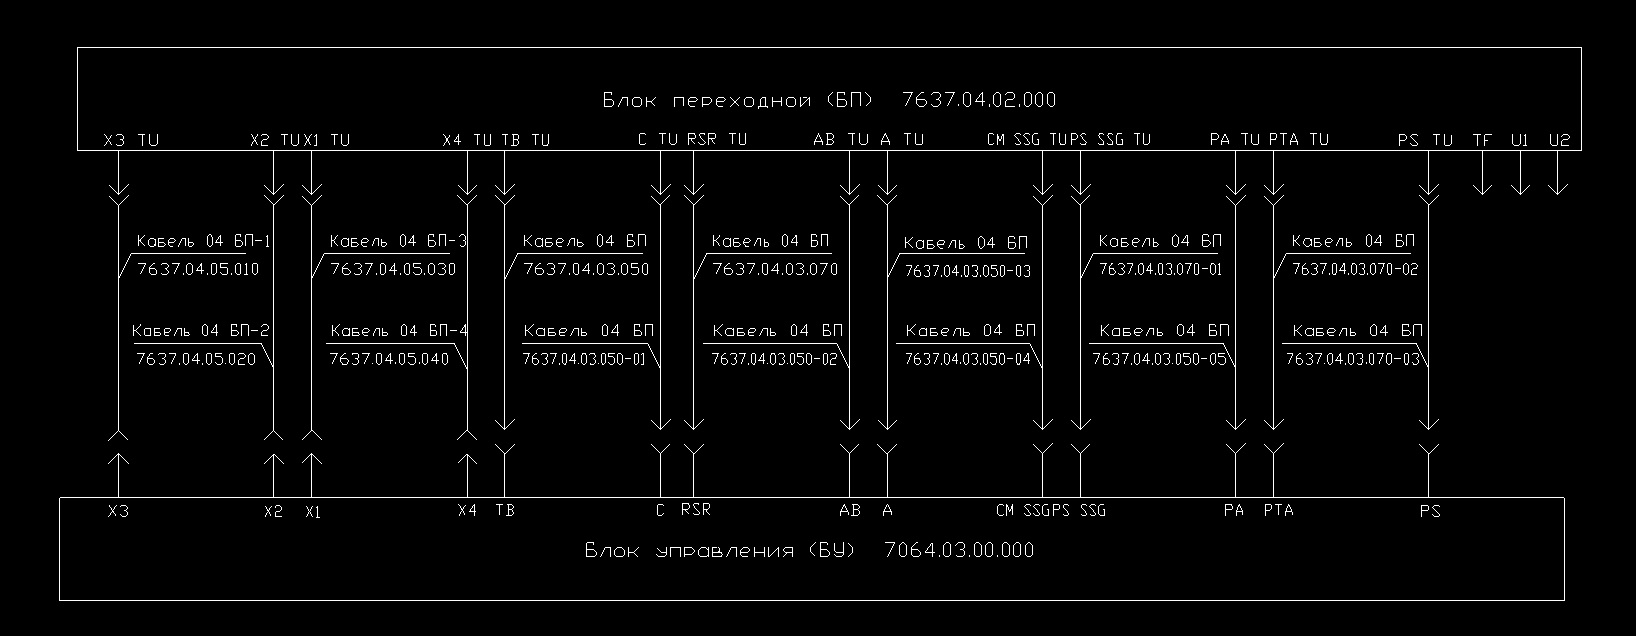 Блок переходной (БП) 7637.04.02.000
X3 TU X2 TU X1 TU X4 TU TB TU C TU RSR TU AB TU A TU CM SSG TU PS SSG TU PA TU PTA TU PS TU TF U1 U2
Кабель 04 БП-1 Кабель 04 БП-3 Кабель 04 БП Кабель 04 БП Кабель 04 БП Кабель 04 БП Кабель 04 БП
7637.04.05.010 7637.04.05.030 7637.04.03.050 7637.04.03.070 7637.04.03.050-03 7637.04.03.070-01 7637.04.03.070-02
Кабель 04 БП-2 Кабель 04 БП-4 Кабель 04 БП Кабель 04 БП Кабель 04 БП Кабель 04 БП Кабель 04 БП
7637.04.05.020 7637.04.05.040 7637.04.03.050-01 7637.04.03.050-02 7637.04.03.050-04 7637.04.03.050-05 7637.04.03.070-03
X3 X2 X1 X4 TB C RSR AB A CM SSG PS SSG PA PTA PS
Блок управления (БУ) 7064.03.00.000